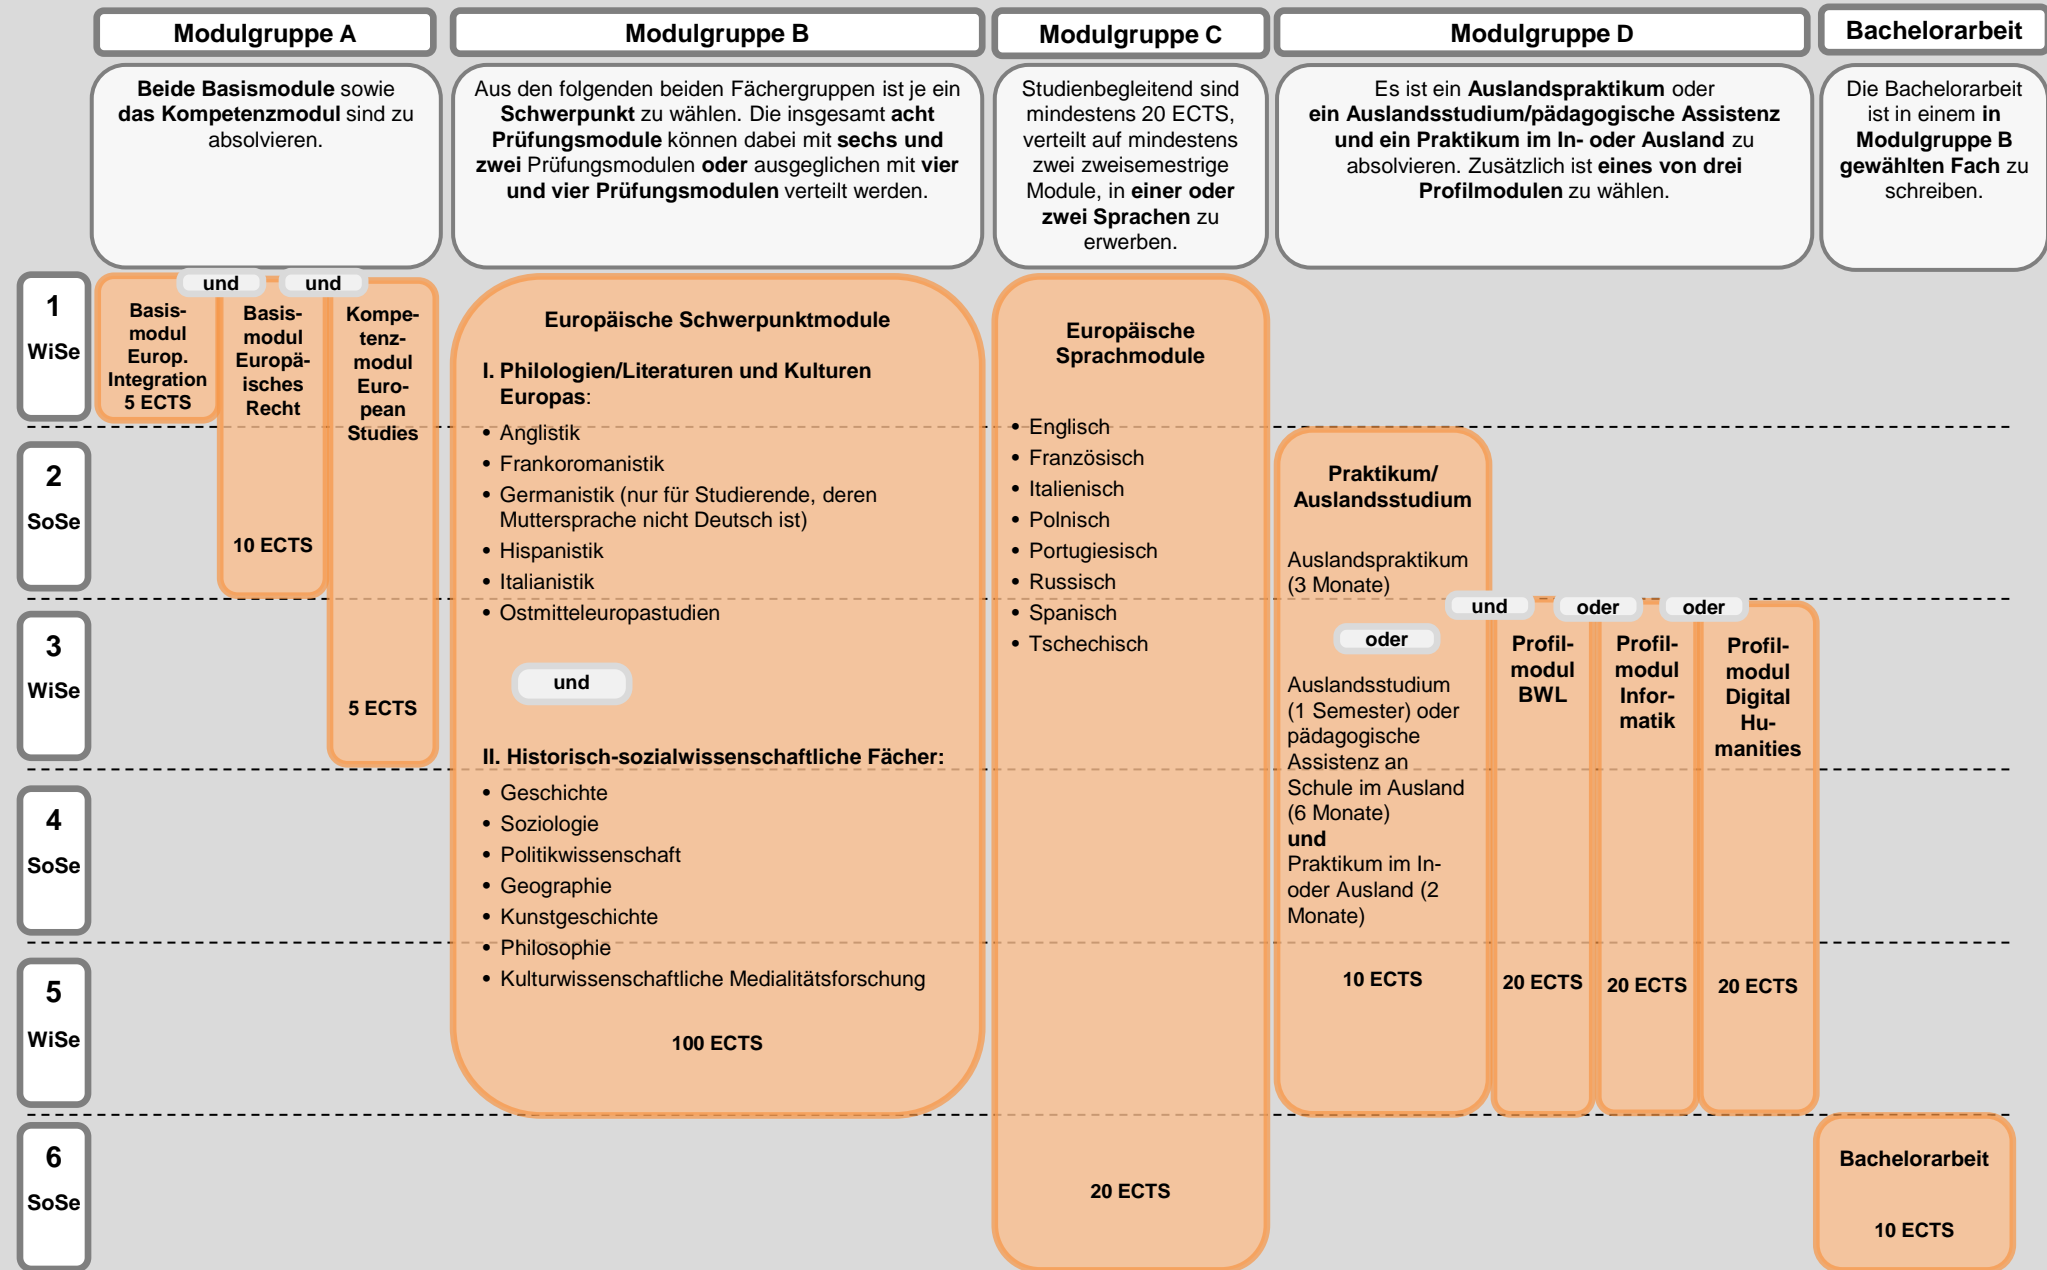 Modulgruppe A
Modulgruppe B
Modulgruppe C
Modulgruppe D
Bachelorarbeit
Beide Basismodule sowie
das Kompetenzmodul sind zu
absolvieren.
Aus den folgenden beiden Fächergruppen ist je ein
Schwerpunkt zu wählen. Die insgesamt acht
Prüfungsmodule können dabei mit sechs und
zwei Prüfungsmodulen oder ausgeglichen mit vier
und vier Prüfungsmodulen verteilt werden.
Studienbegleitend sind
mindestens 20 ECTS,
verteilt auf mindestens
zwei zweisemestrige
Module, in einer oder
zwei Sprachen zu
erwerben.
Es ist ein Auslandspraktikum oder
ein Auslandsstudium/pädagogische Assistenz
und ein Praktikum im In- oder Ausland zu
absolvieren. Zusätzlich ist eines von drei
Profilmodulen zu wählen.
Die Bachelorarbeit
ist in einem in
Modulgruppe B
gewählten Fach zu
schreiben.
1
WiSe
2
SoSe
3
WiSe
4
SoSe
5
WiSe
6
SoSe
Basis-
modul
Europ.
Integration
5 ECTS
und
Basis-
modul
Europä-
isches
Recht
10 ECTS
und
Kompe-
tenz-
modul
Euro-
pean
Studies
5 ECTS
Europäische Schwerpunktmodule
I. Philologien/Literaturen und Kulturen
Europas:
• Anglistik
• Frankoromanistik
• Germanistik (nur für Studierende, deren
Muttersprache nicht Deutsch ist)
• Hispanistik
• Italianistik
• Ostmitteleuropastudien
und
II. Historisch-sozialwissenschaftliche Fächer:
• Geschichte
• Soziologie
• Politikwissenschaft
• Geographie
• Kunstgeschichte
• Philosophie
• Kulturwissenschaftliche Medialitätsforschung
100 ECTS
Europäische
Sprachmodule
• Englisch
• Französisch
• Italienisch
• Polnisch
• Portugiesisch
• Russisch
• Spanisch
• Tschechisch
20 ECTS
Praktikum/
Auslandsstudium
Auslandspraktikum
(3 Monate)
oder
Auslandsstudium
(1 Semester) oder
pädagogische
Assistenz an
Schule im Ausland
(6 Monate)
und
Praktikum im In-
oder Ausland (2
Monate)
10 ECTS
und
Profil-
modul
BWL
20 ECTS
oder
Profil-
modul
Infor-
matik
20 ECTS
oder
Profil-
modul
Digital
Hu-
manities
20 ECTS
Bachelorarbeit
10 ECTS